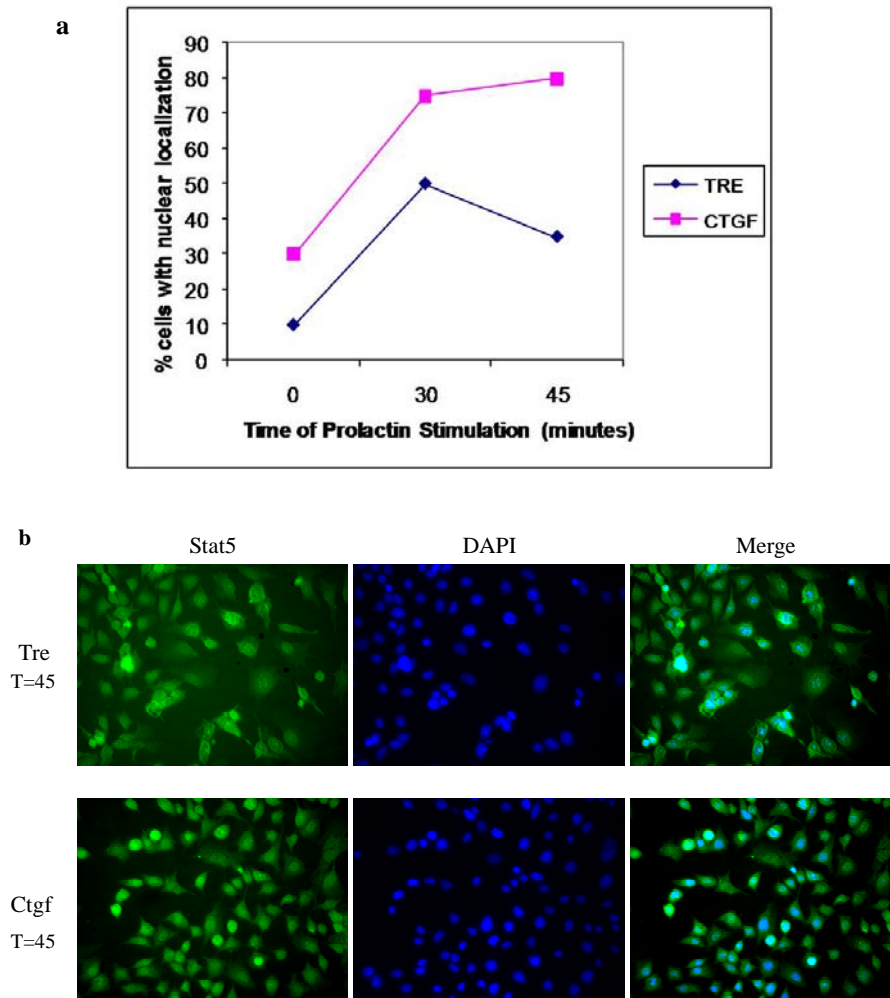 a
90
80
70
60
50
40
30
20
10
0
% cells with nuclear localization
0 30 45
Time of Prolactin Stimulation (minutes)
TRE
CTGF
b
Stat5 DAPI Merge
Tre
T=45
Ctgf
T=45